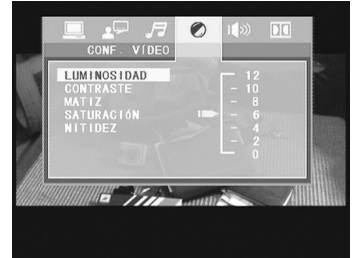 CONF. VÍDEO
LUMINOSIDAD
CONTRASTE
MATIZ
SATURACIÓN
NITIDEZ
12
10
8
6
4
2
0